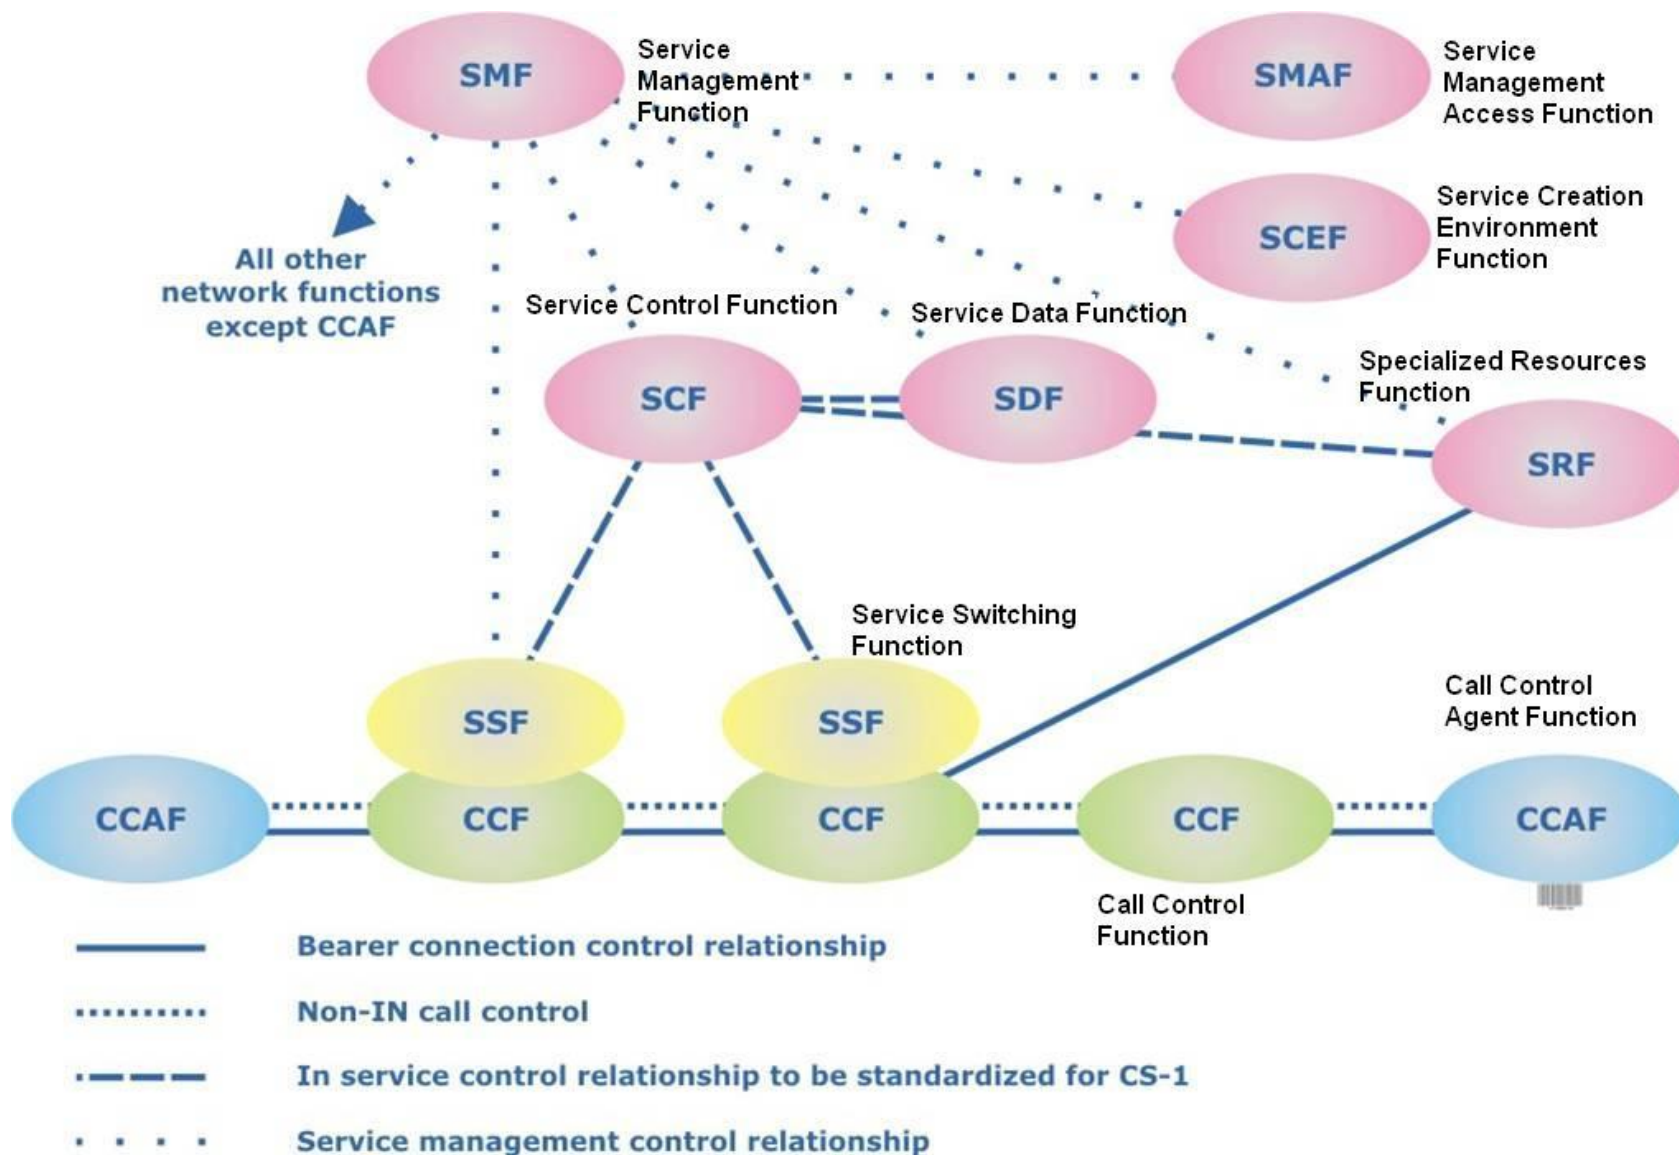 SMF
Service
Management
Function
SMAF
Service
Management
Access Function
All other
network functions
except CCAF
SCEF
Service Creation
Environment
Function
Service Control Function
Service Data Function
Specialized Resources
Function
SCF
SDF
SRF
Service Switching
Function
SSF
SSF
Call Control
Agent Function
CCAF
CCF
CCF
CCF
CCAF
Call Control
Function
Bearer connection control relationship
Non-IN call control
In service control relationship to be standardized for CS-1
Service management control relationship